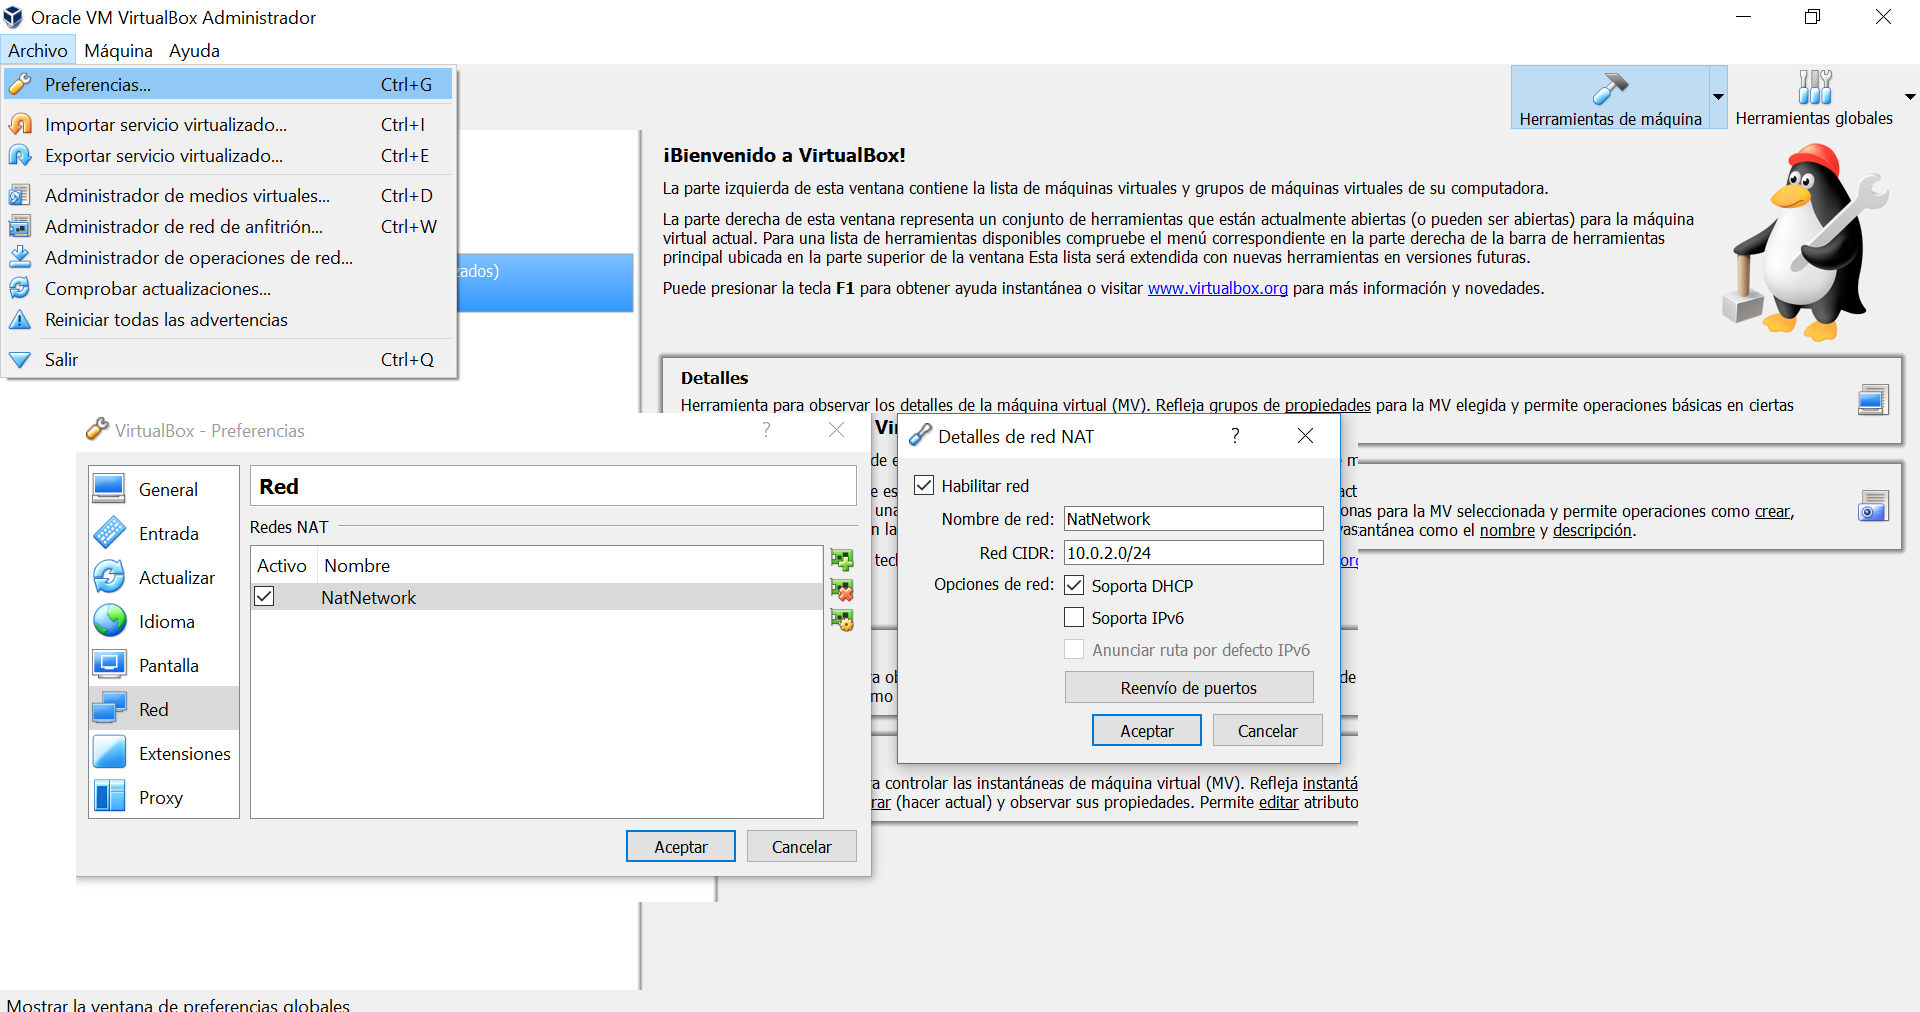 Oracle VM VirtualBox Administrador
Archivo Máquina Ayuda
Preferencias... Ctrl+G
Importar servicio virtualizado... Ctrl+I
Exportar servicio virtualizado... Ctrl+E
Administrador de medios virtuales... Ctrl+D
Administrador de red de anfitrión... Ctrl+W
Administrador de operaciones de red...
Comprobar actualizaciones...
Reiniciar todas las advertencias
Salir Ctrl+Q
zados)
Herramientas de máquina
Herramientas globales
¡Bienvenido a VirtualBox!
La parte izquierda de esta ventana contiene la lista de máquinas virtuales y grupos de máquinas virtuales de su computadora.
La parte derecha de esta ventana representa un conjunto de herramientas que están actualmente abiertas (o pueden ser abiertas) para la máquina
virtual actual. Para una lista de herramientas disponibles compruebe el menú correspondiente en la parte derecha de la barra de herramientas
principal ubicada en la parte superior de la ventana Esta lista será extendida con nuevas herramientas en versiones futuras.
Puede presionar la tecla F1 para obtener ayuda instantánea o visitar www.virtualbox.org para más información y novedades.
Detalles
Herramienta para observar los detalles de la máquina virtual (MV). Refleja grupos de propiedades para la MV elegida y permite operaciones básicas en ciertas
onas para la MV seleccionada y permite operaciones como crear,
vasantánea como el nombre y descripción.
VirtualBox - Preferencias
?
General
Entrada
Actualizar
Idioma
Pantalla
Red
Extensiones
Proxy
Red
Redes NAT
Activo Nombre
NatNetwork
Aceptar Cancelar
Detalles de red NAT
?
Habilitar red
Nombre de red: NatNetwork
Red CIDR: 10.0.2.0/24
Opciones de red: Soporta DHCP
Soporta IPv6
Anunciar ruta por defecto IPv6
Reenvío de puertos
Aceptar Cancelar
a controlar las instantáneas de máquina virtual (MV). Refleja instantá
rar (hacer actual) y observar sus propiedades. Permite editar atributo
Mostrar la ventana de preferencias globales